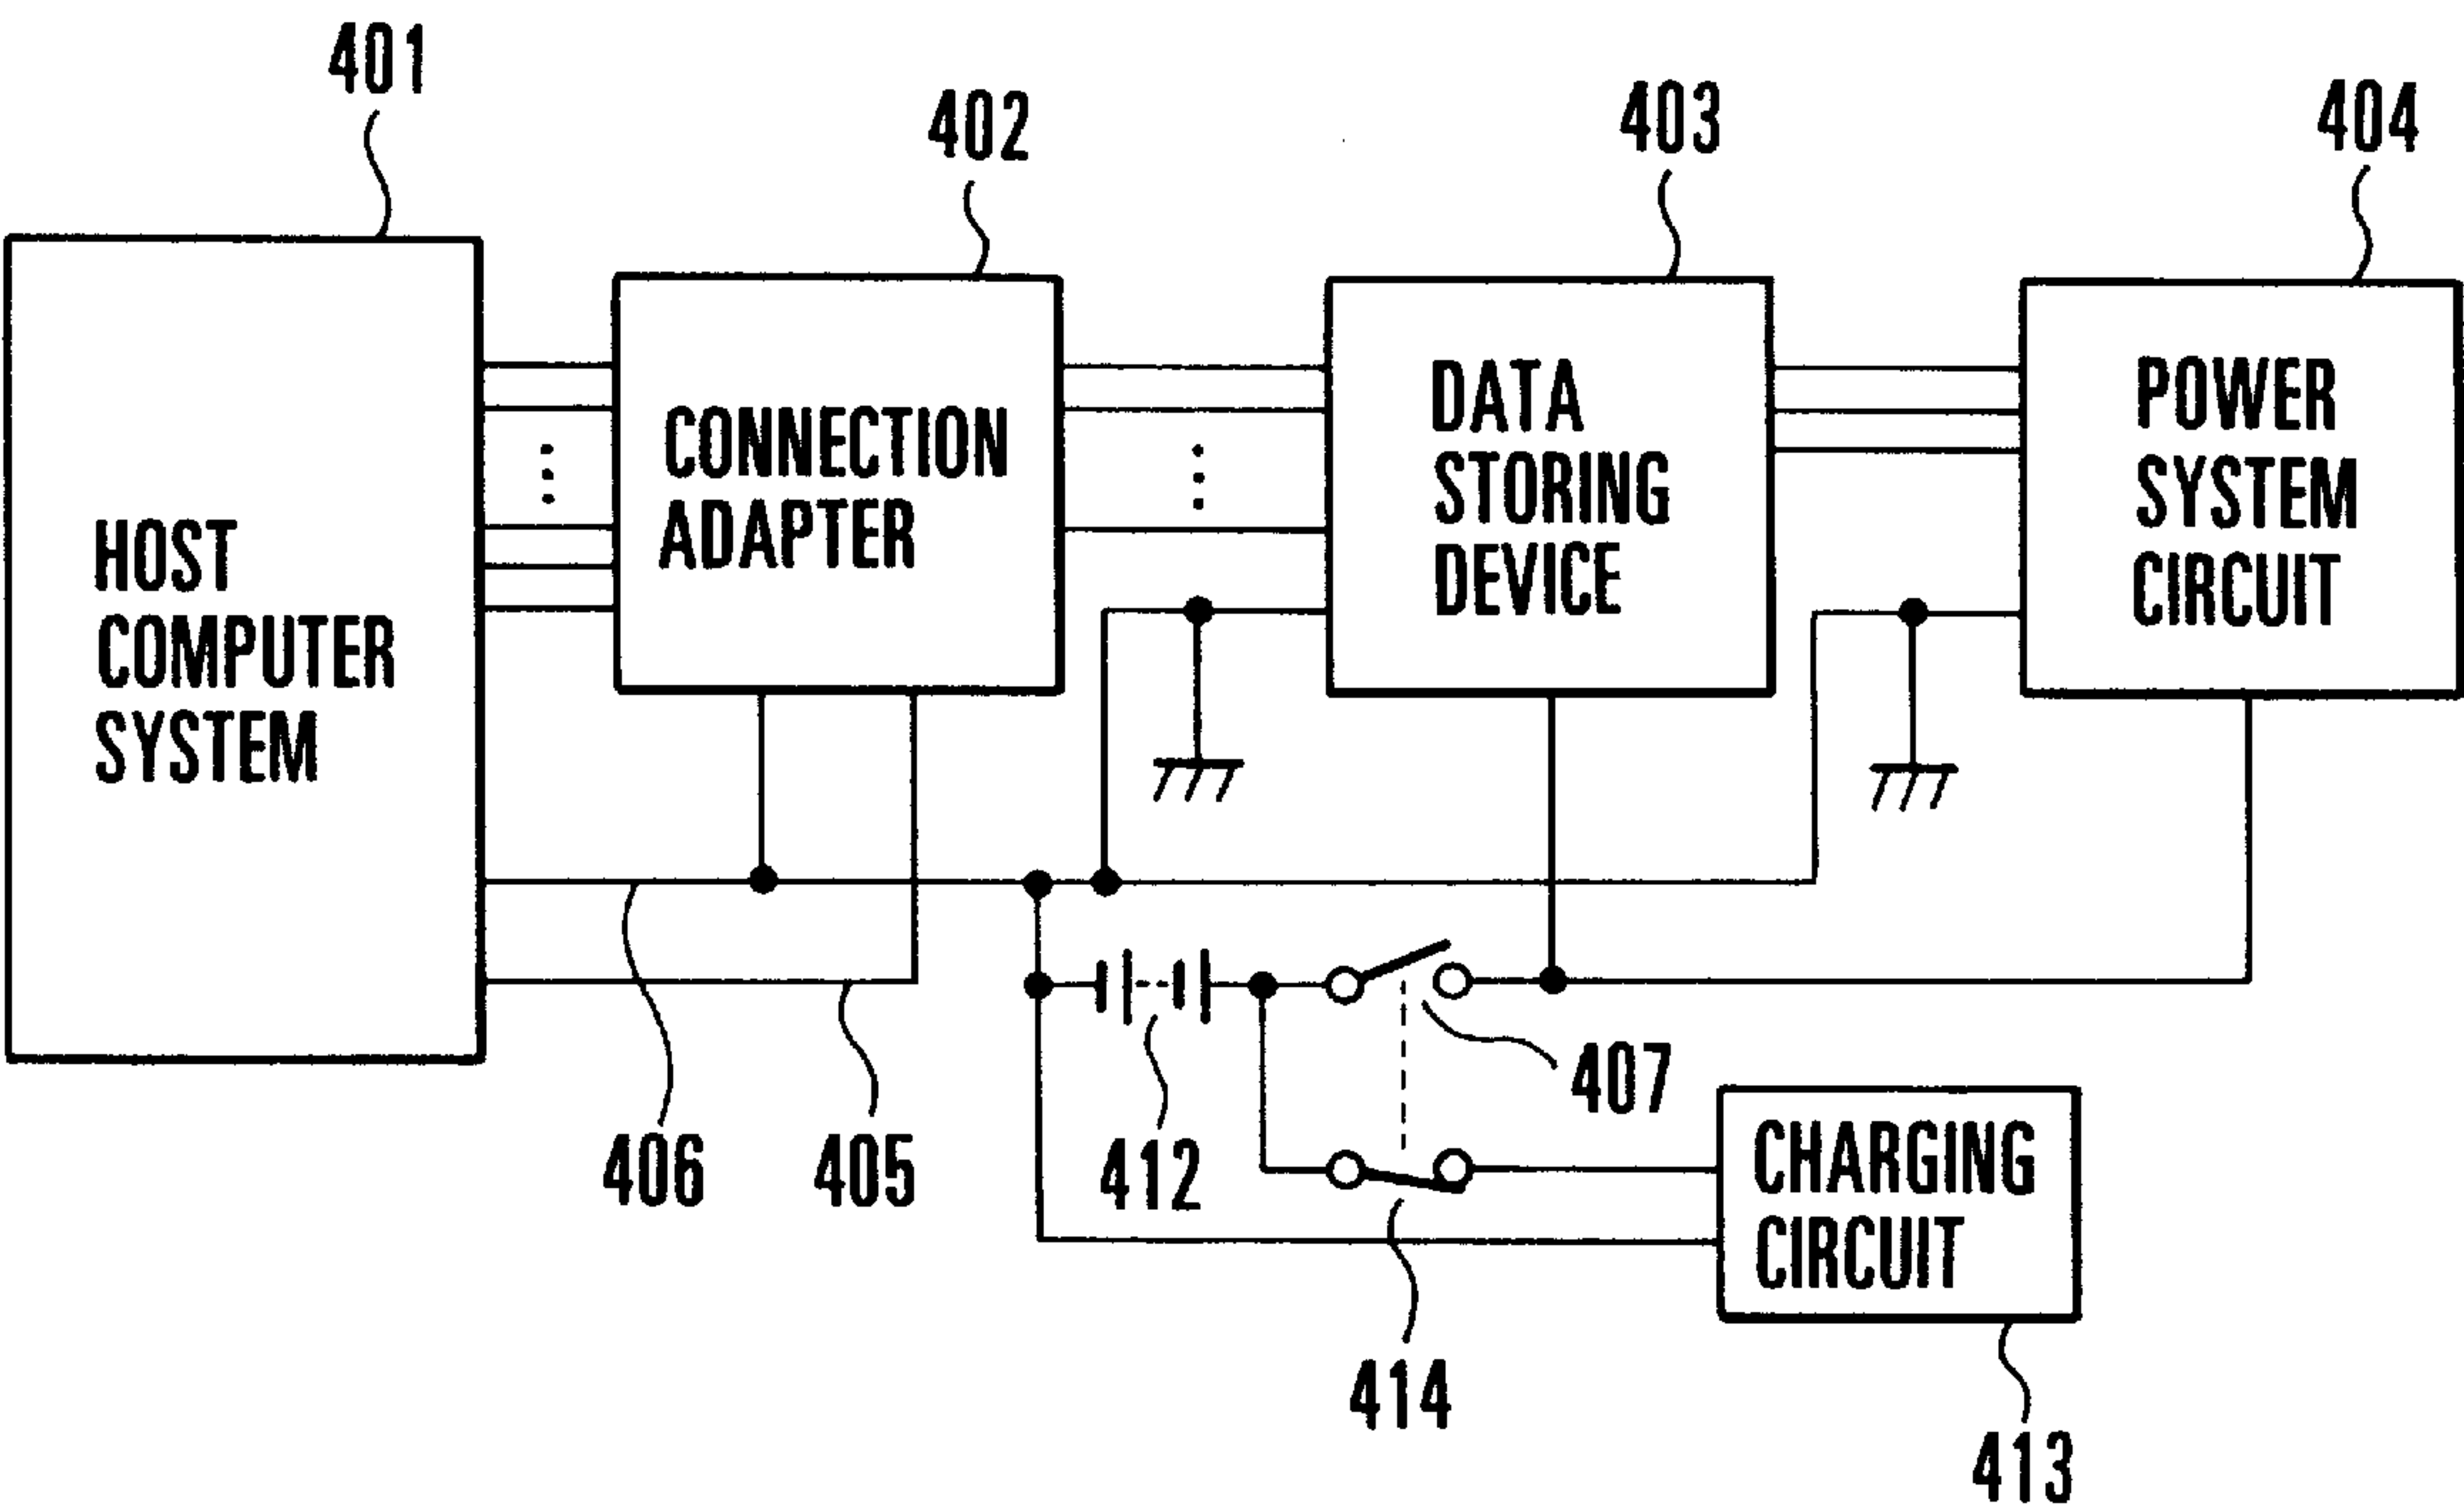 401
402
403
404
HOST
COMPUTER
SYSTEM
CONNECTION
ADAPTER
DATA
STORING
DEVICE
POWER
SYSTEM
CIRCUIT
406
405
412
407
CHARGING
CIRCUIT
414
413